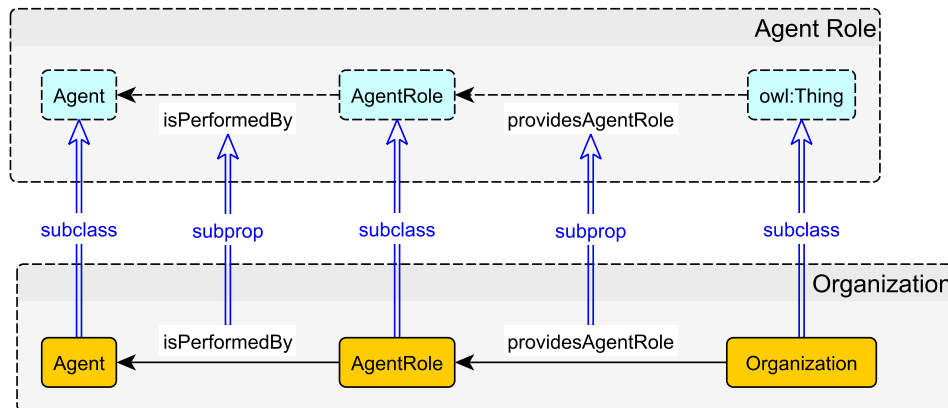 Agent Role
Agent
AgentRole
owl:Thing
isPerformedBy
providesAgentRole
subclass
subprop
subclass
subprop
subclass
Organization
isPerformedBy
providesAgentRole
Agent
AgentRole
Organization